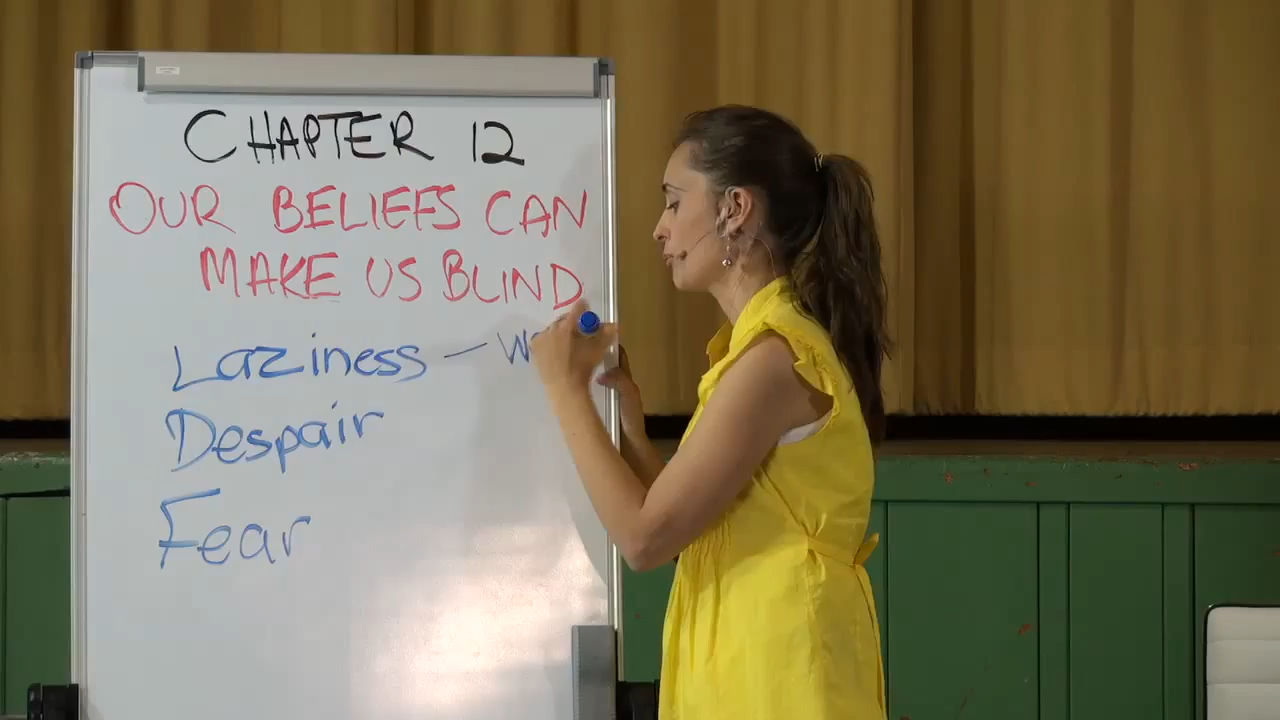 CHAPTER 12
OUR BELIEFS CAN
MAKE US BLIND
Laziness –
Despair
Fear